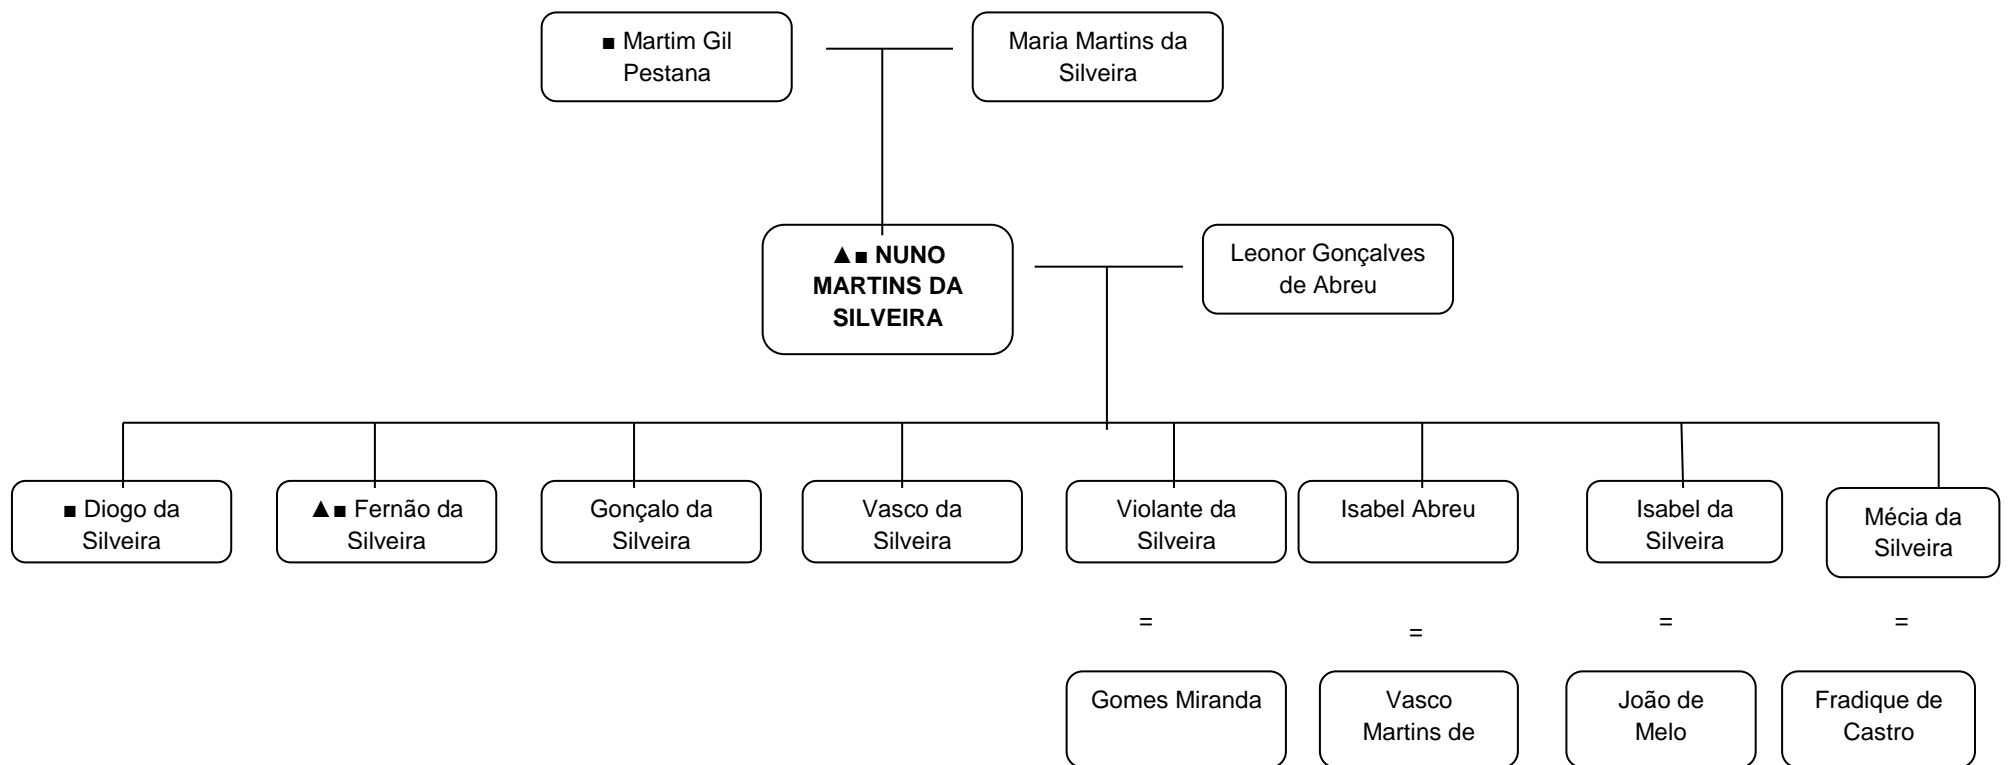 ■ Martim Gil
Pestana
Maria Martins da
Silveira
▲■ NUNO
MARTINS DA
SILVEIRA
Leonor Gonçalves
de Abreu
■ Diogo da
Silveira
▲■ Fernão da
Silveira
Gonçalo da
Silveira
Vasco da
Silveira
Violante da
Silveira
Isabel Abreu
Isabel da
Silveira
Mécia da
Silveira
=
=
=
=
Gomes Miranda
Vasco
Martins de
João de
Melo
Fradique de
Castro